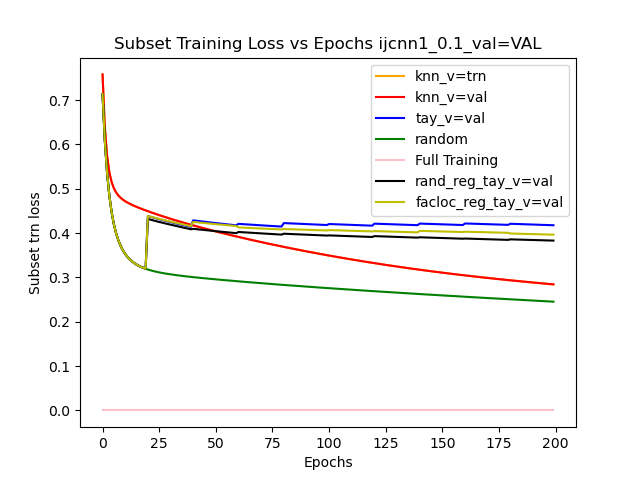 Subset Training Loss vs Epochs ijcnn1_0.1_val=VAL
knn_v=trn
knn_v=val
tay_v=val
random
Full Training
rand_reg_tay_v=val
facloc_reg_tay_v=val
Subset trn loss
0.7
0.6
0.5
0.4
0.3
0.2
0.1
0.0
0 25 50 75 100 125 150 175 200
Epochs